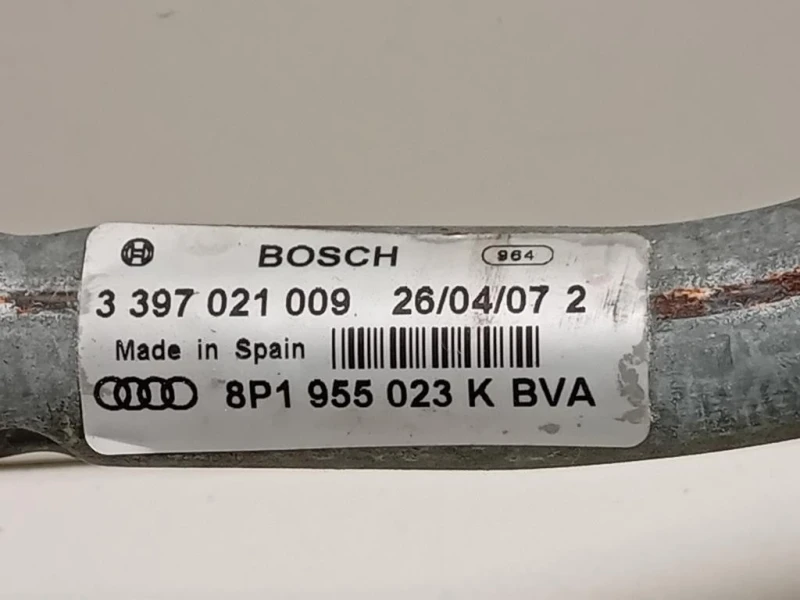 BOSCH 964
3 397 021 009 26/04/07 2
Made in Spain
8P1 955 023 K BVA